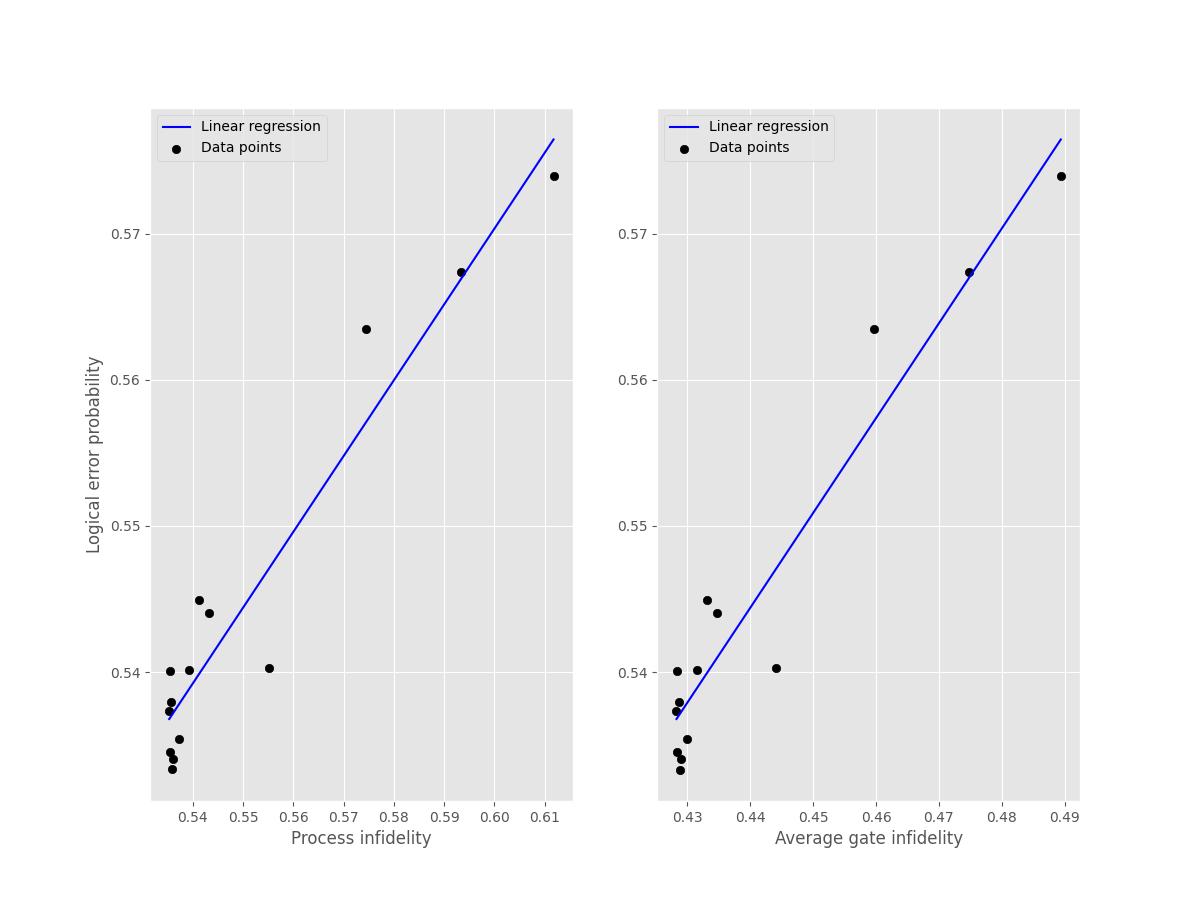 Linear regression
Data points
Logical error probability
0.57
0.56
0.55
0.54
0.54 0.55 0.56 0.57 0.58 0.59 0.60 0.61
Process infidelity
Linear regression
Data points
0.57
0.56
0.55
0.54
0.43 0.44 0.45 0.46 0.47 0.48 0.49
Average gate infidelity